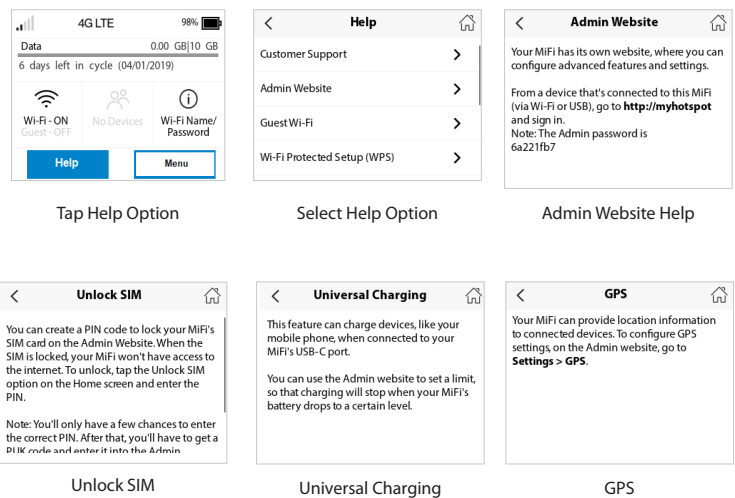 4G LTE
98%
Data
0.00 GB|10 GB
6 days left in cycle (04/01/2019)
Wi-Fi - ON
Guest - OFF
No Devices
Wi-Fi Name/
Password
Help
Menu
Tap Help Option
Help
Customer Support
Admin Website
Guest Wi-Fi
Wi-Fi Protected Setup (WPS)
Select Help Option
Admin Website
Your MiFi has its own website, where you can
configure advanced features and settings.
From a device that's connected to this MiFi
(via Wi-Fi or USB), go to http://myhotspot
and sign in.
Note: The Admin password is
6a221fb7
Admin Website Help
Unlock SIM
You can create a PIN code to lock your MiFi's
SIM card on the Admin Website. When the
SIM is locked, your MiFi won't have access to
the internet. To unlock, tap the Unlock SIM
option on the Home screen and enter the
PIN.
Note: You'll only have a few chances to enter
the correct PIN. After that, you'll have to get a
PUK code and enter it into the Admin
Unlock SIM
Universal Charging
This feature can charge devices, like your
mobile phone, when connected to your
MiFi's USB-C port.
You can use the Admin website to set a limit,
so that charging will stop when your MiFi's
battery drops to a certain level.
Universal Charging
GPS
Your MiFi can provide location information
to connected devices. To configure GPS
settings, on the Admin website, go to
Settings > GPS.
GPS